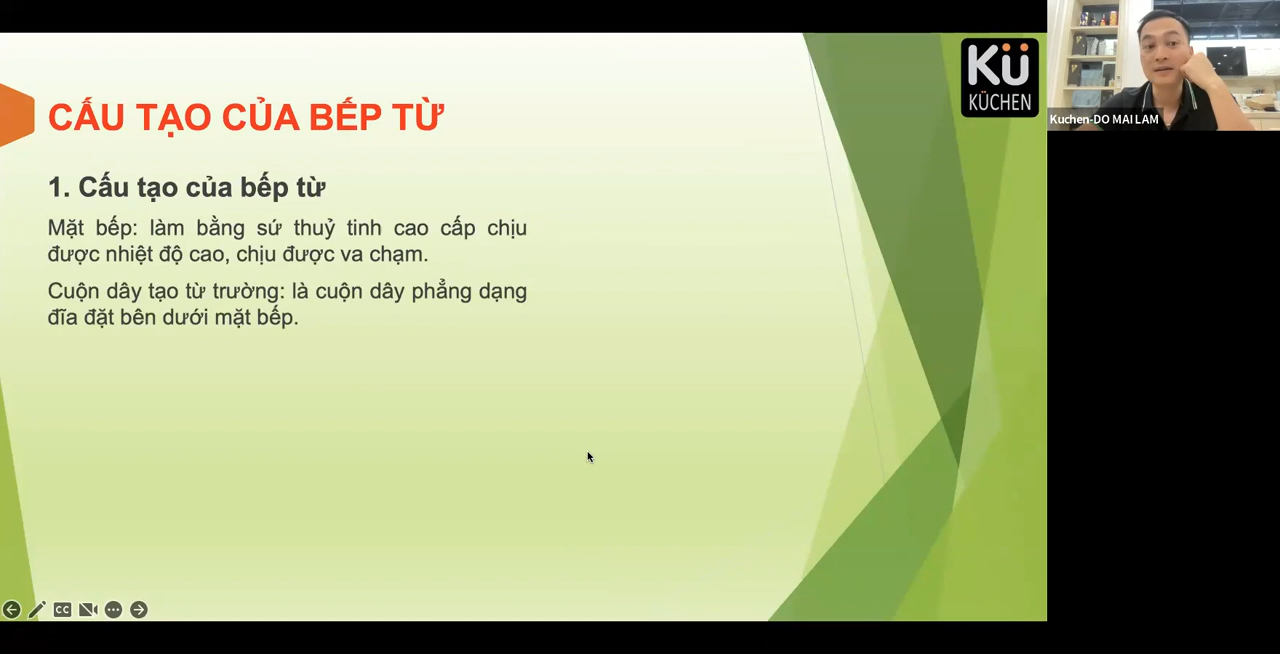 KÜ
KÜCHEN
CẤU TẠO CỦA BẾP TỪ
1. Cấu tạo của bếp từ
Mặt bếp: làm bằng sứ thuỷ tinh cao cấp chịu
được nhiệt độ cao, chịu được va chạm.
Cuộn dây tạo từ trường: là cuộn dây phẳng dạng
đĩa đặt bên dưới mặt bếp.
Kuchen-DO MAI LAM
CC